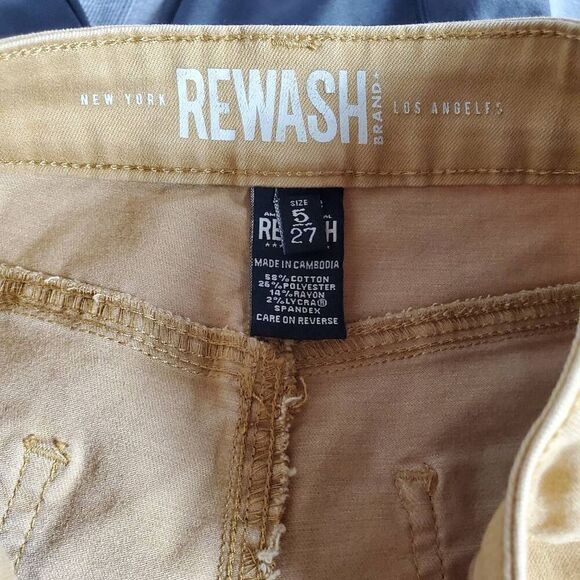 NEW YORK REWASH BRAND+ LOS ANGELES
SIZE
5
27
RE H
MADE IN CAMBODIA
58% COTTON
26% POLYESTER
14% RAYON
2% LYCRA®
SPANDEX
CARE ON REVERSE